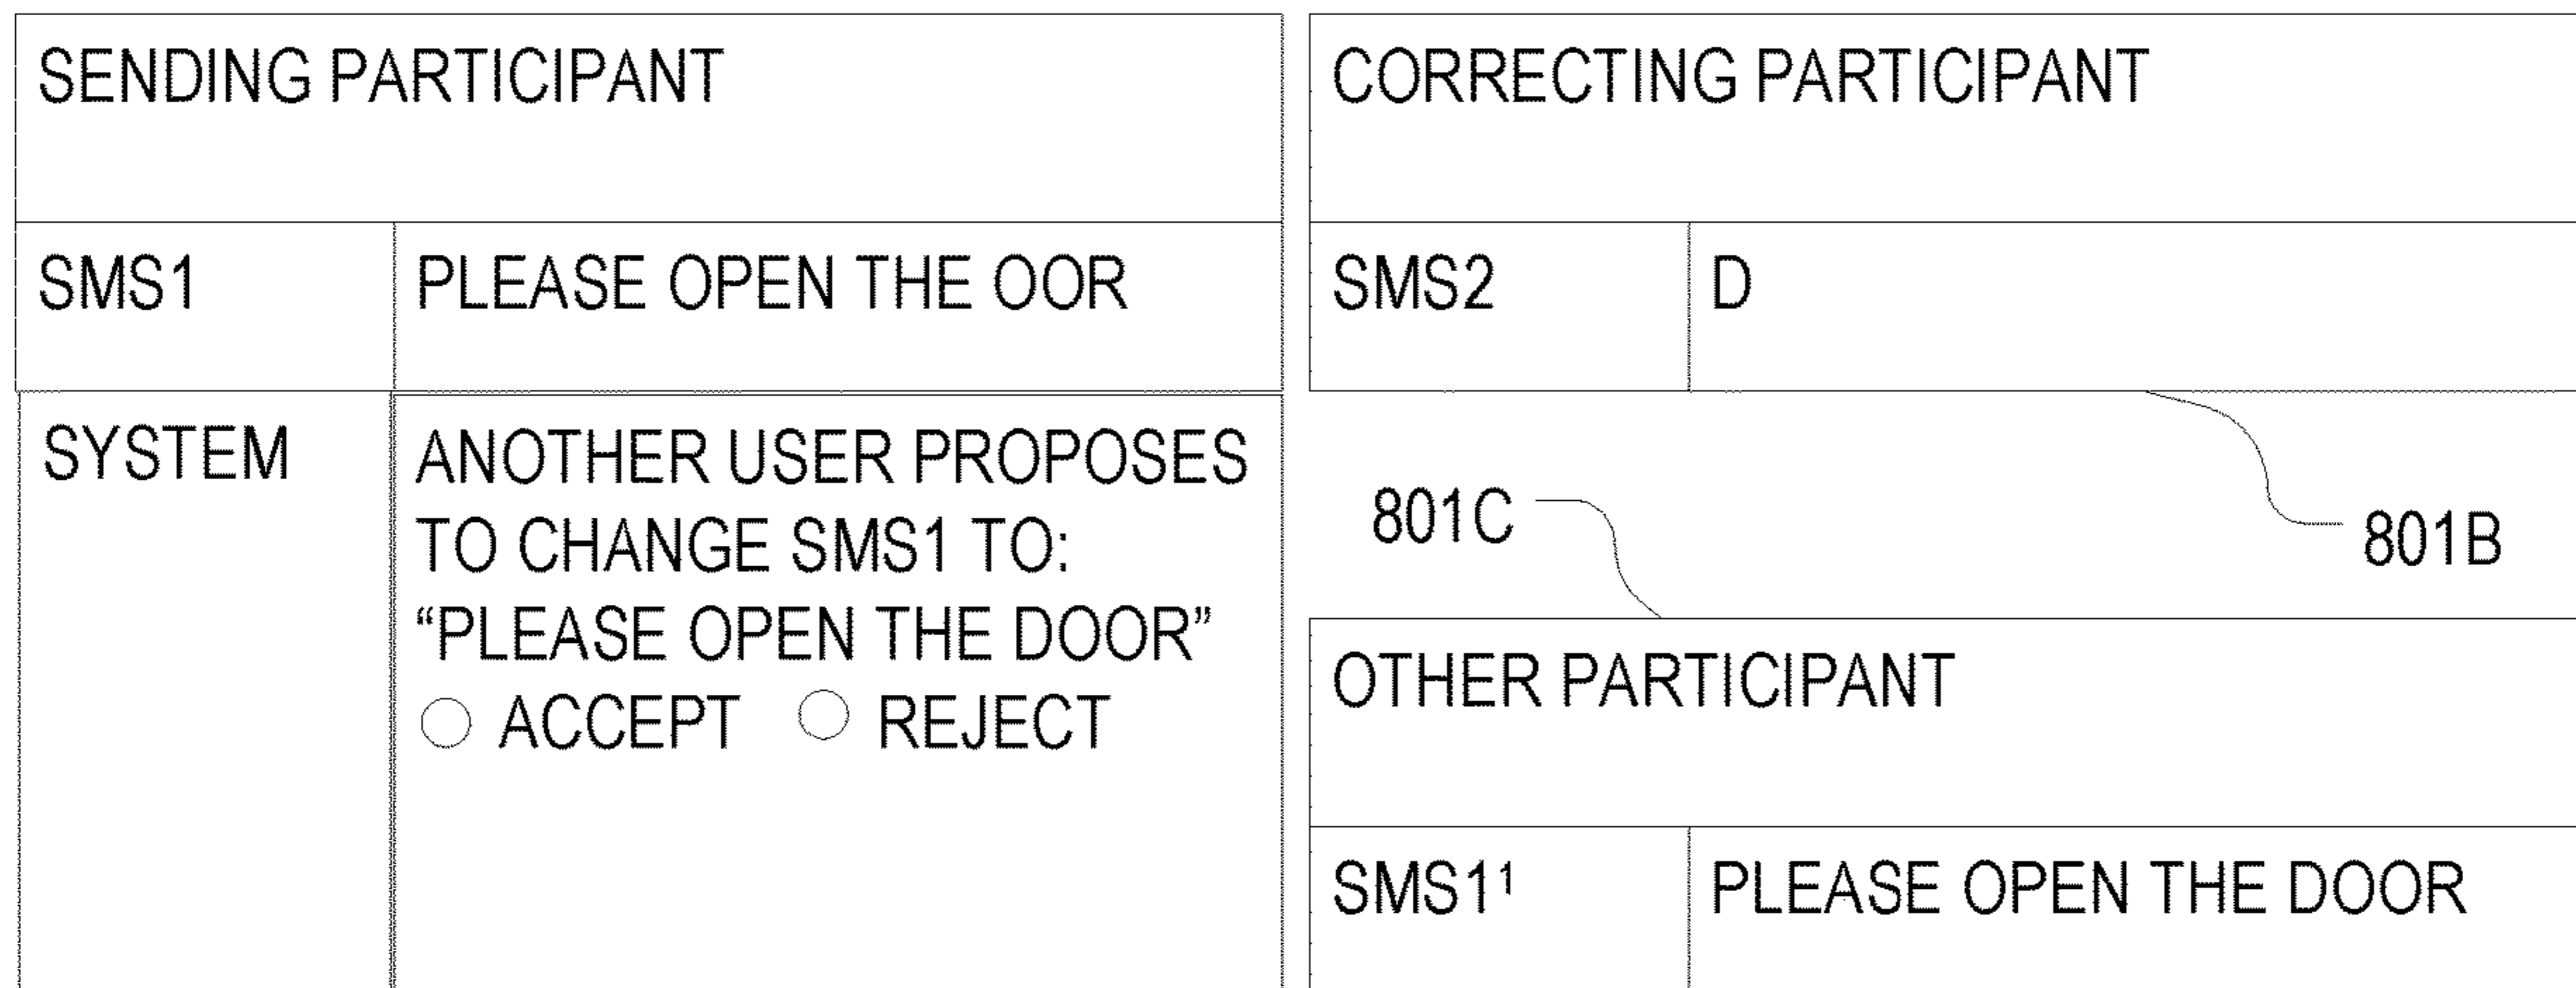 SENDING PARTICIPANT
SMS1 PLEASE OPEN THE OOR
SYSTEM ANOTHER USER PROPOSES
TO CHANGE SMS1 TO:
“PLEASE OPEN THE DOOR”
○ ACCEPT ○ REJECT
CORRECTING PARTICIPANT
SMS2 D
801B
801C
OTHER PARTICIPANT
SMS1¹ PLEASE OPEN THE DOOR